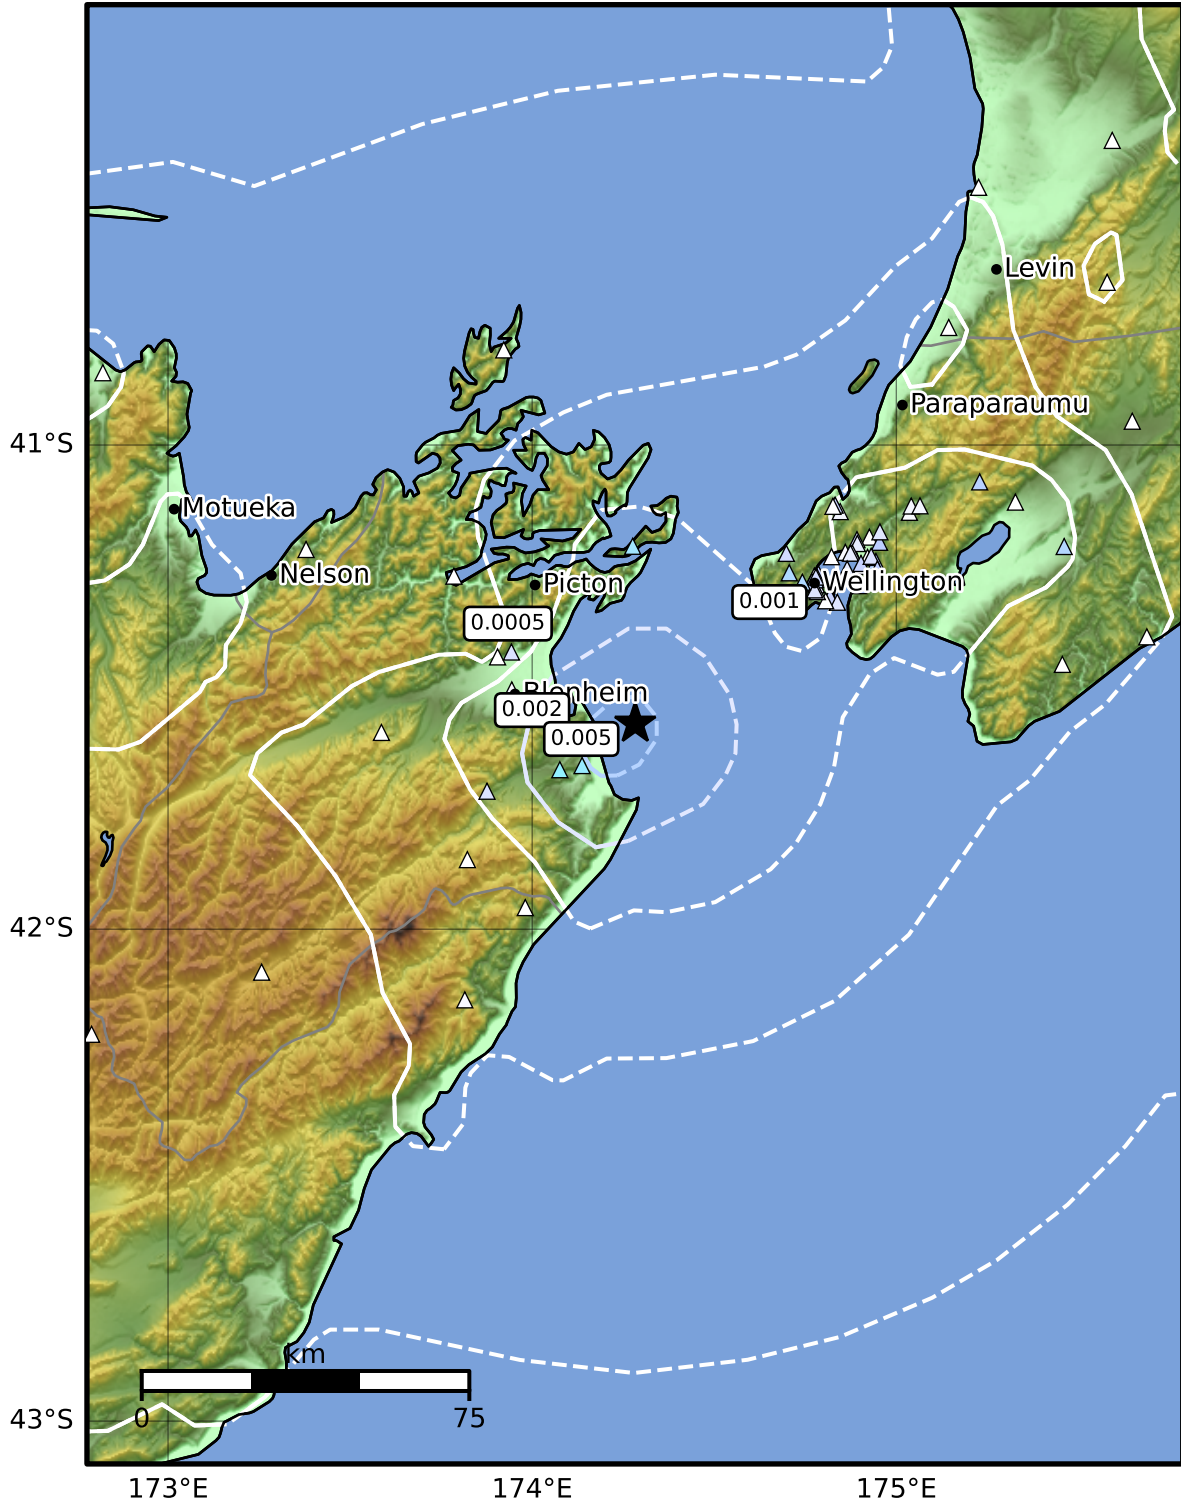 Levin
Paraparaumu
41°S
Motueka
Nelson
Picton
Wellington
0.001
0.0005
Blenheim
0.002
0.005
42°S
km
0
75
43°S
173°E
174°E
175°E